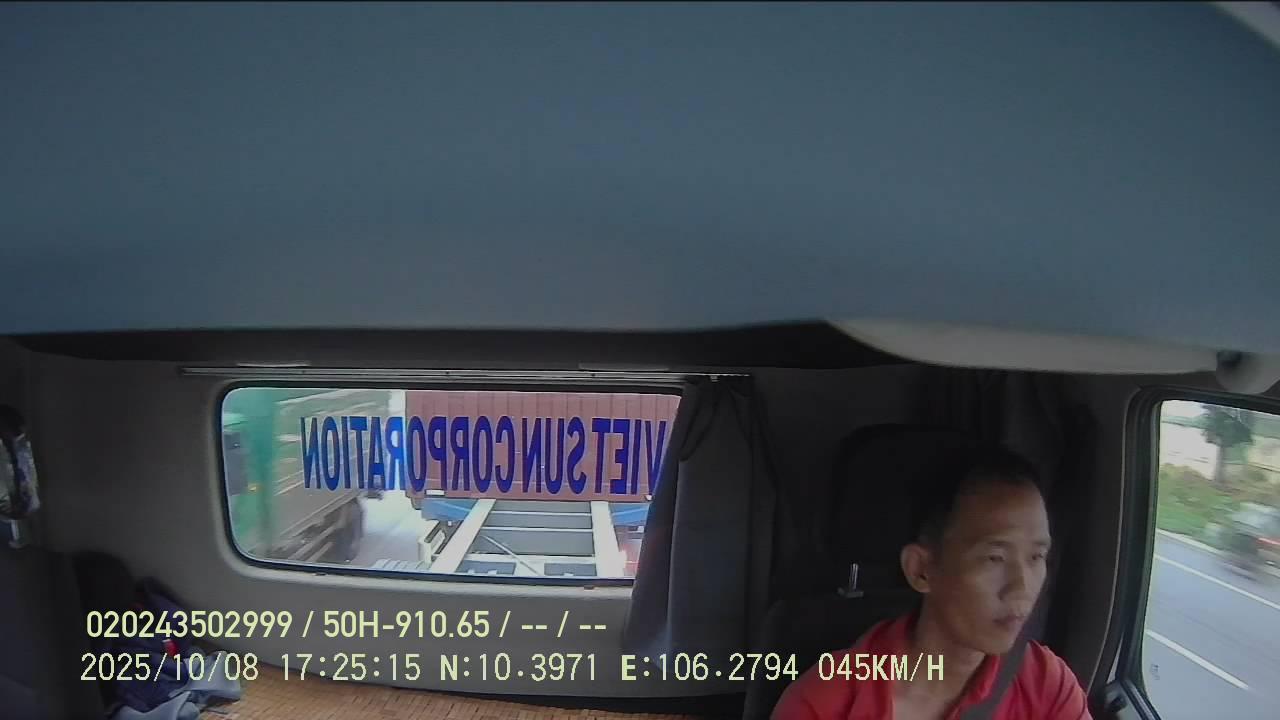 VIET SUN CORPORATION
020243502999 / 50H-910.65 / -- / --
2025/10/08 17:25:15 N:10.3971 E:106.2794 045KM/H